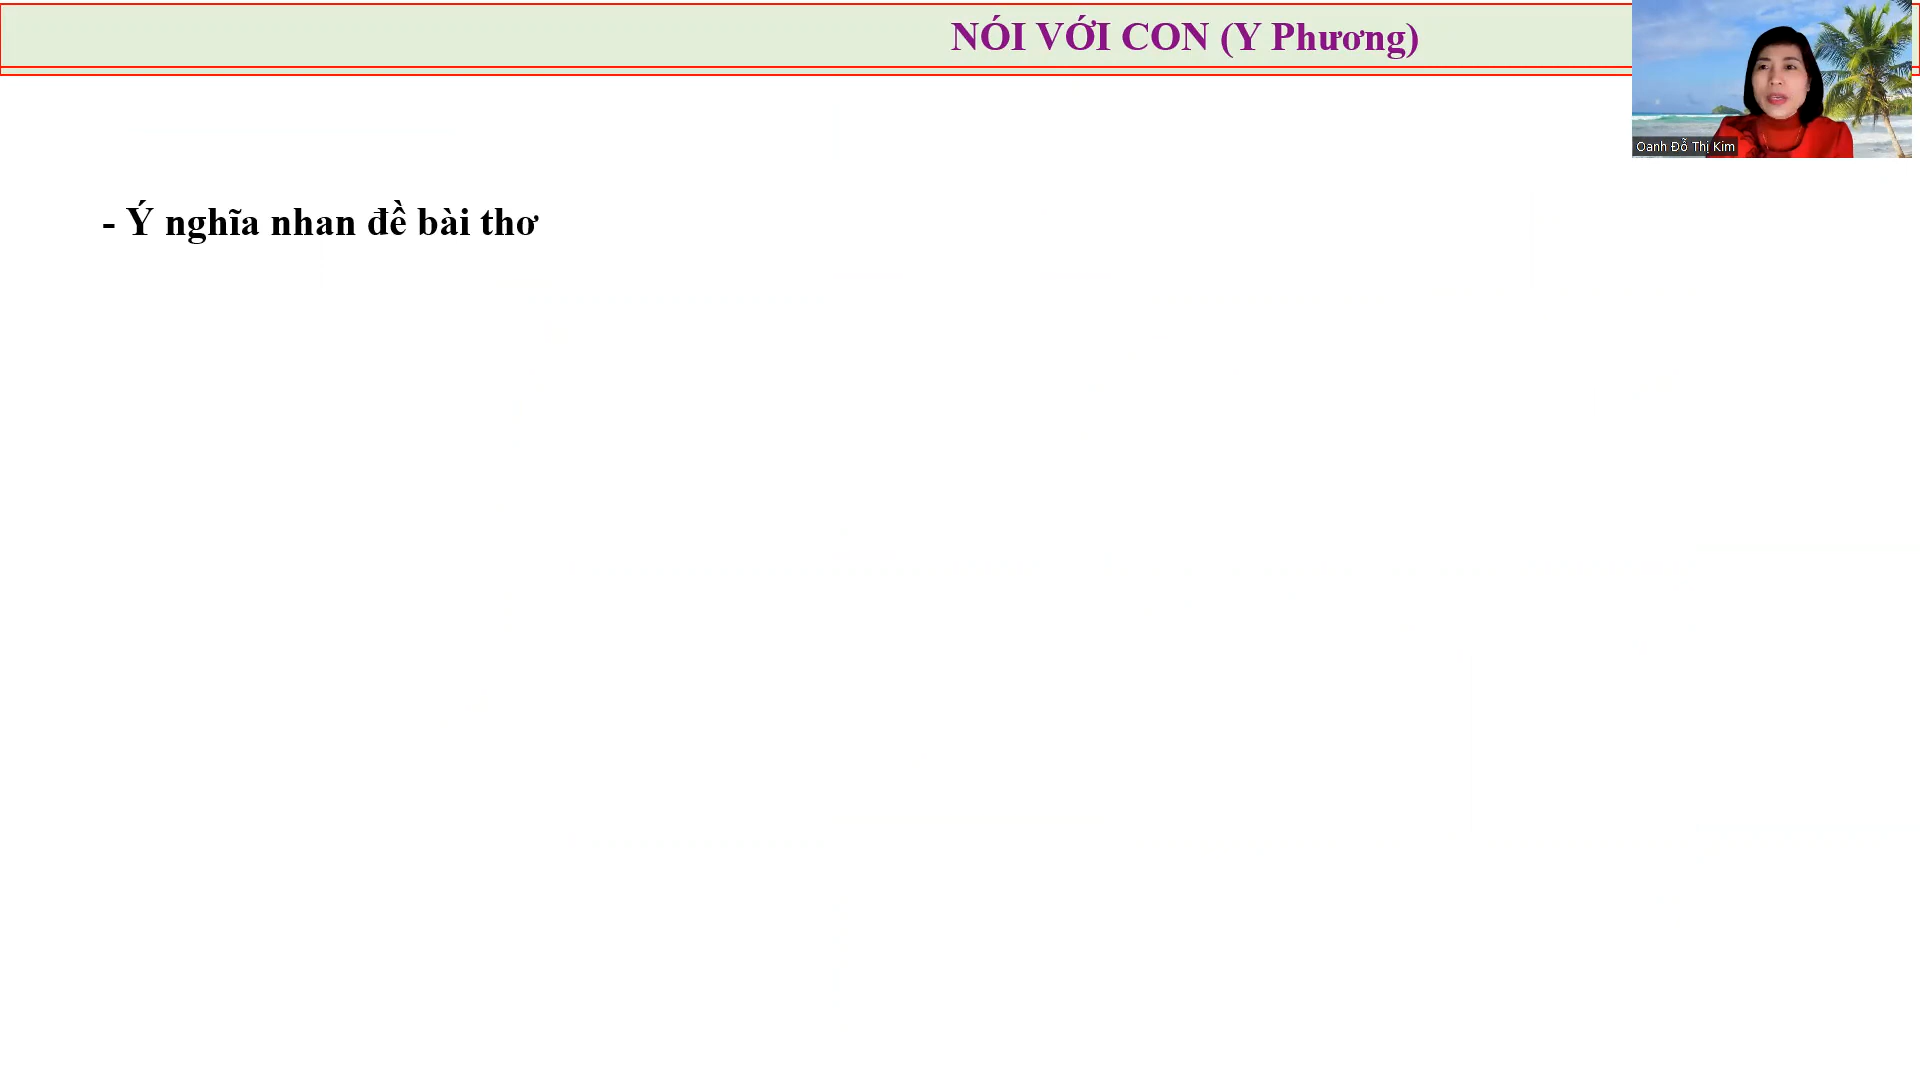 NÓI VỚI CON (Y Phương)
Oanh Đỗ Thị Kim
- Ý nghĩa nhan đề bài thơ